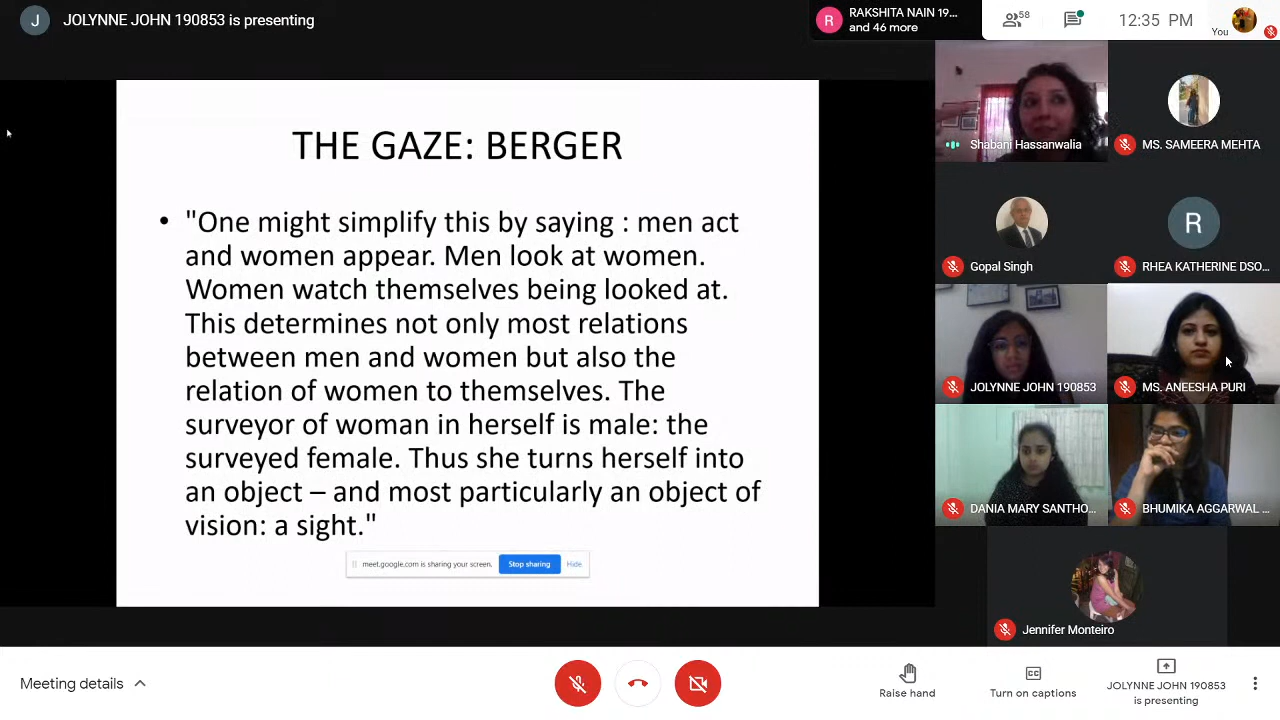 J JOLYNNE JOHN 190853 is presenting
R RAKSHITA NAIN 19...
and 46 more
58
12:35 PM
You
THE GAZE: BERGER
• "One might simplify this by saying : men act
and women appear. Men look at women.
Women watch themselves being looked at.
This determines not only most relations
between men and women but also the
relation of women to themselves. The
surveyor of woman in herself is male: the
surveyed female. Thus she turns herself into
an object – and most particularly an object of
vision: a sight."
meet.google.com is sharing your screen. Stop sharing Hide
Shabani Hassanwalia
MS. SAMEERA MEHTA
Gopal Singh
R
RHEA KATHERINE DSO...
JOLYNNE JOHN 190853
MS. ANEESHA PURI
DANIA MARY SANTHO...
BHUMIKA AGGARWAL ...
Jennifer Monteiro
Meeting details
Raise hand
CC
Turn on captions
JOLYNNE JOHN 190853
is presenting